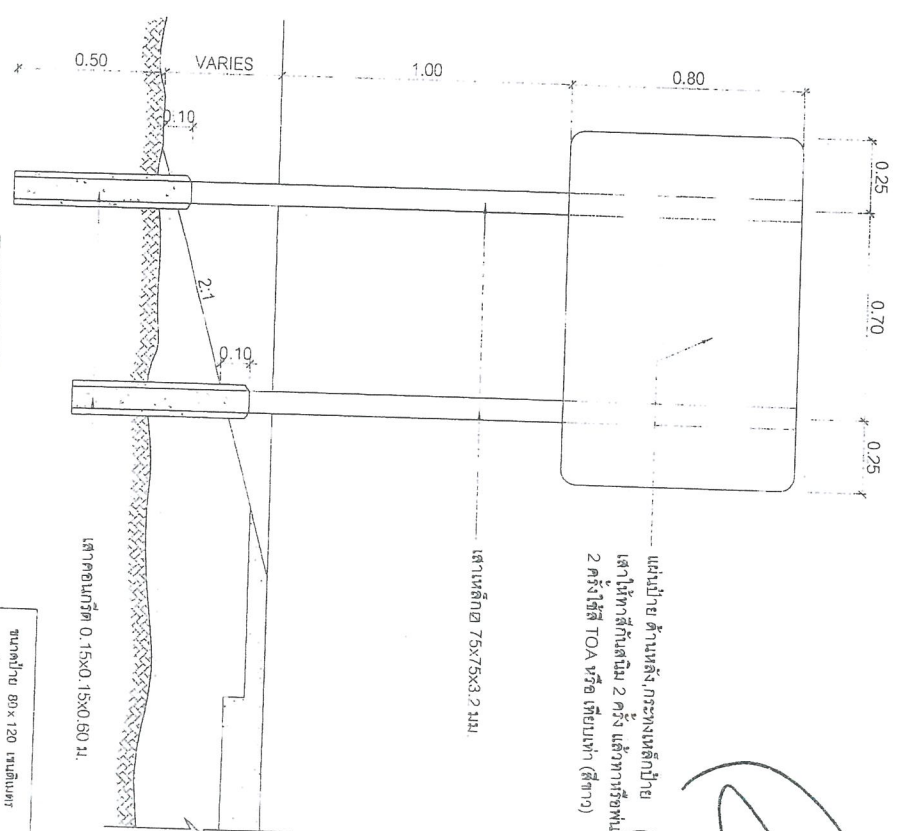 0.80
1.00
VARIES
0.50
0.10
0.10
2:1
0.25
0.70
0.25
แผ่นป้าย ด้านหลัง,กระทงเหล็กป้าย
เสาให้ทาสีกันสนิม 2 ครั้ง แล้วทาหรือพ่น
2 ครั้งใช้สี TOA หรือ เทียบเท่า (สีขาว)
เสาเหล็ก 75x75x3.2 มม.
เสาคอนกรีต 0.15x0.15x0.60 ม.
ขนาดป้าย 80 x 120 เซนติเมตร